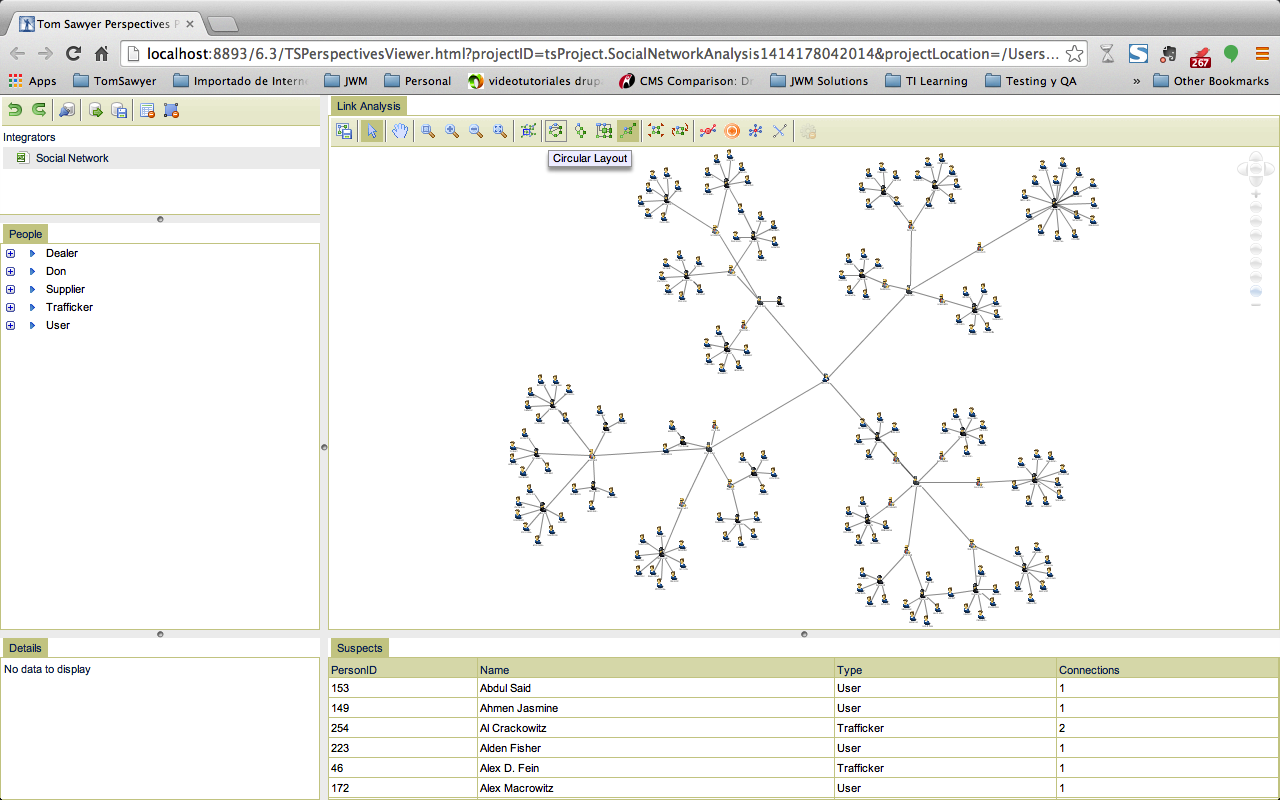 Tom Sawyer Perspectives P
localhost:8893/6.3/TSPerspectivesViewer.html?projectID=tsProject.SocialNetworkAnalysis1414178042014&projectLocation=/Users...
267
Apps TomSawyer Importado de Intern JWM Personal videotutoriales drup CMS Comparison: Dr JWM Solutions TI Learning Testing y QA » Other Bookmarks
Link Analysis
Integrators
Social Network
Circular Layout
People
Dealer
Don
Supplier
Trafficker
User
Details
No data to display
Suspects
PersonID Name Type Connections
153 Abdul Said User 1
149 Ahmen Jasmine User 1
254 Al Crackowitz Trafficker 2
223 Alden Fisher User 1
46 Alex D. Fein Trafficker 1
172 Alex Macrowitz User 1